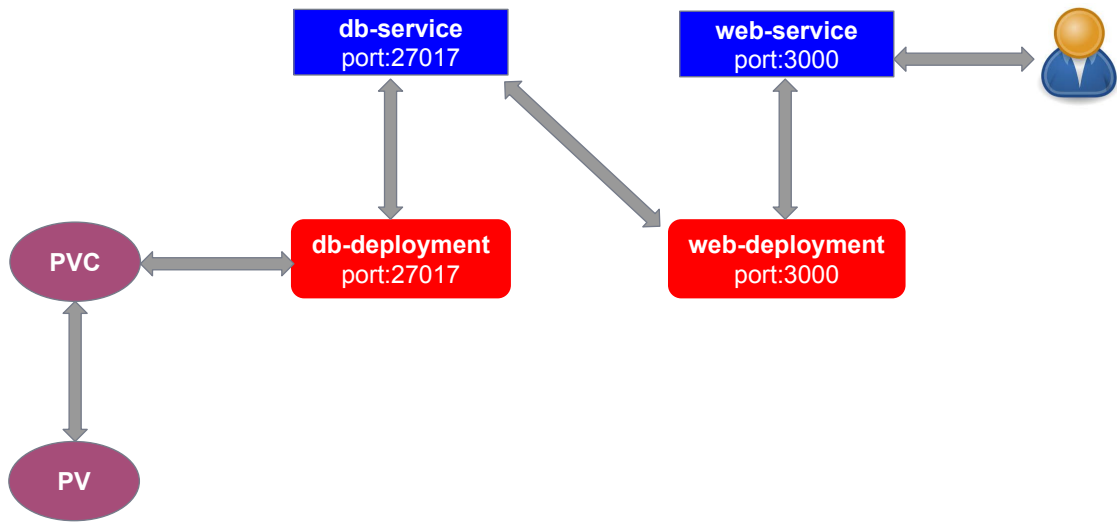 db-service
port:27017
web-service
port:3000
db-deployment
port:27017
web-deployment
port:3000
PVC
PV